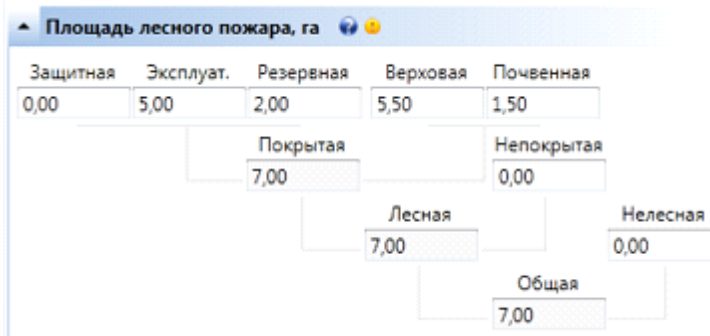 Площадь лесного пожара, га
Защитная Эксплуат. Резервная Верховая Почвенная
0,00 5,00 2,00 5,50 1,50
Покрытая Непокрытая
7,00 0,00
Лесная Нелесная
7,00 0,00
Общая
7,00